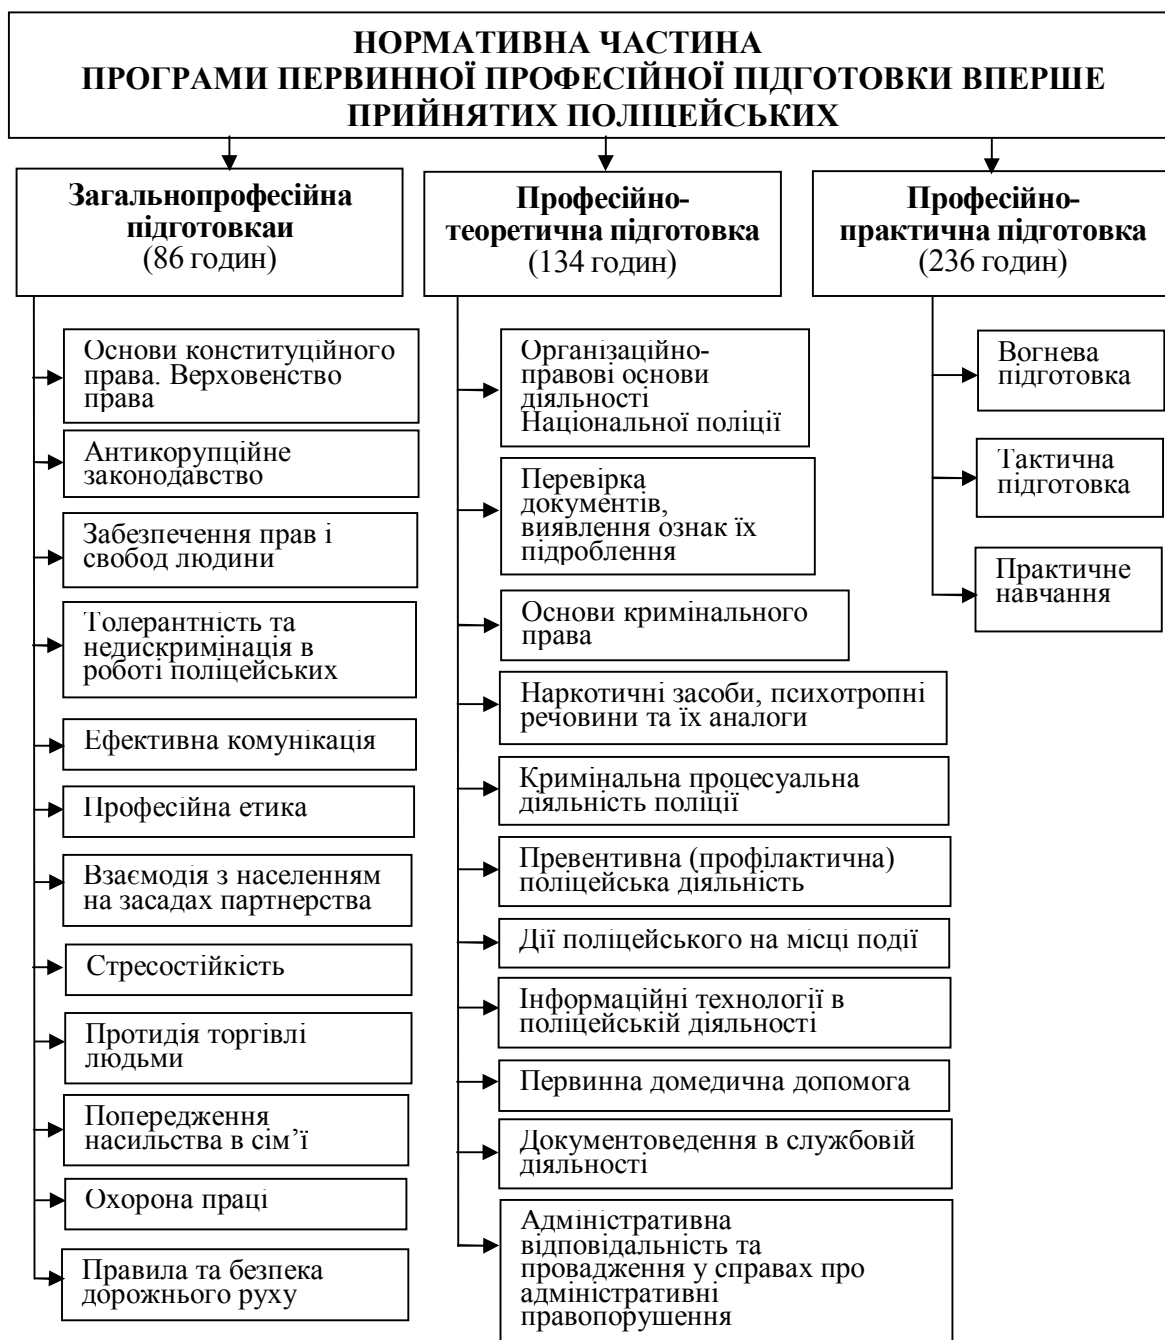 НОРМАТИВНА ЧАСТИНА
ПРОГРАМИ ПЕРВИННОЇ ПРОФЕСІЙНОЇ ПІДГОТОВКИ ВПЕРШЕ
ПРИЙНЯТИХ ПОЛІЦЕЙСЬКИХ
Загальнопрофесійна
підготовкаи
(86 годин)
Основи конституційного
права. Верховенство
права
Антикорупційне
законодавство
Забезпечення прав і
свобод людини
Толерантність та
недискримінація в
роботі поліцейських
Ефективна комунікація
Професійна етика
Взаємодія з населенням
на засадах партнерства
Стресостійкість
Протидія торгівлі
людьми
Попередження
насильства в сім’ї
Охорона праці
Правила та безпека
дорожнього руху
Професійно-
теоретична підготовка
(134 годин)
Організаційно-
правові основи
діяльності
Національної поліції
Перевірка
документів,
виявлення ознак їх
підроблення
Основи кримінального
права
Наркотичні засоби, психотропні
речовини та їх аналоги
Кримінальна процесуальна
діяльність поліції
Превентивна (профілактична)
поліцейська діяльність
Дії поліцейського на місці події
Інформаційні технології в
поліцейській діяльності
Первинна домедична допомога
Документоведення в службовій
діяльності
Адміністративна
відповідальність та
провадження у справах про
адміністративні
правопорушення
Професійно-
практична підготовка
(236 годин)
Вогнева
підготовка
Тактична
підготовка
Практичне
навчання